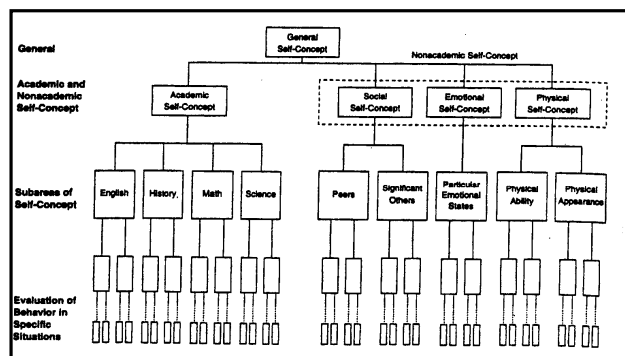 General
General
Self-Concept
Nonacademic Self-Concept
Academic and
Nonacademic
Self-Concept
Academic
Self-Concept
Social
Self-Concept
Emotional
Self-Concept
Physical
Self-Concept
Subareas of
Self-Concept
English
History
Math
Science
Peers
Significant
Others
Particular
Emotional
States
Physical
Ability
Physical
Appearance
Evaluation of
Behavior in
Specific
Situations